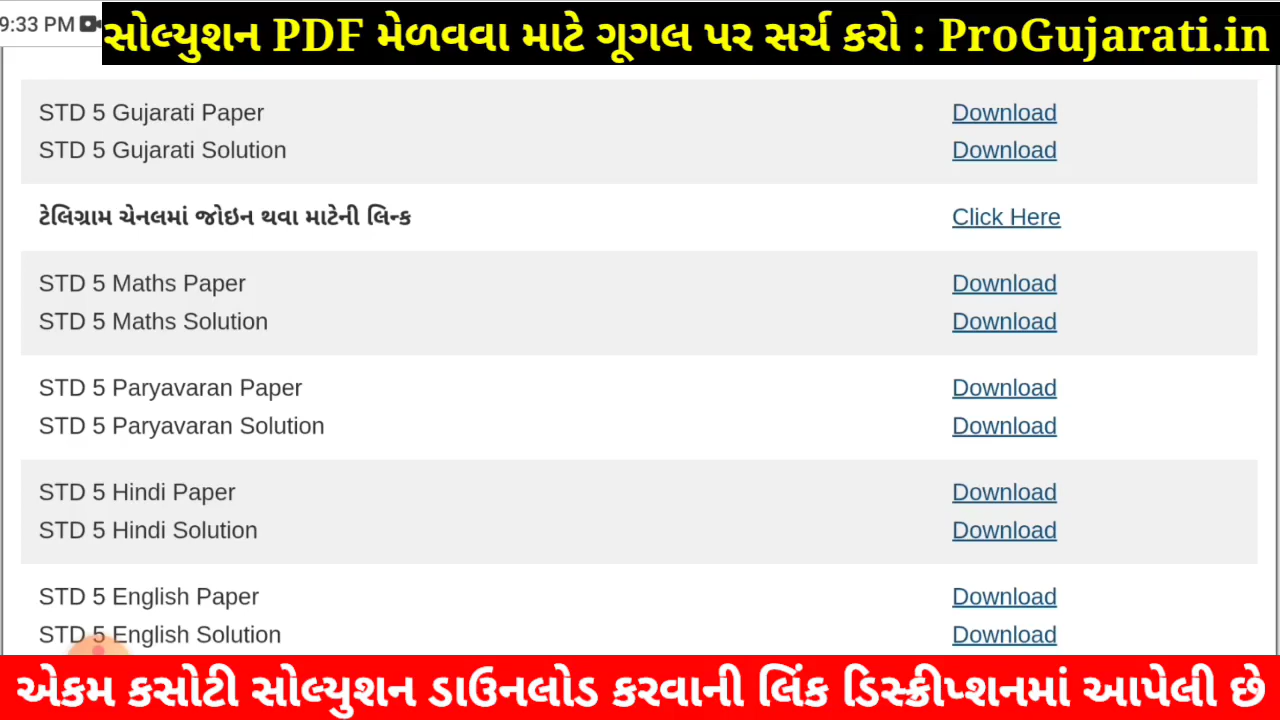 9:33 PM
સોલ્યુશન PDF મેળવવા માટે ગૂગલ પર સર્ચ કરો : ProGujarati.in
STD 5 Gujarati Paper Download
STD 5 Gujarati Solution Download
ટેલિગ્રામ ચેનલમાં જોઇન થવા માટેની લિન્ક Click Here
STD 5 Maths Paper Download
STD 5 Maths Solution Download
STD 5 Paryavaran Paper Download
STD 5 Paryavaran Solution Download
STD 5 Hindi Paper Download
STD 5 Hindi Solution Download
STD 5 English Paper Download
STD 5 English Solution Download
એકમ કસોટી સોલ્યુશન ડાઉનલોડ કરવાની લિંક ડિસ્ક્રીપ્શનમાં આપેલી છે